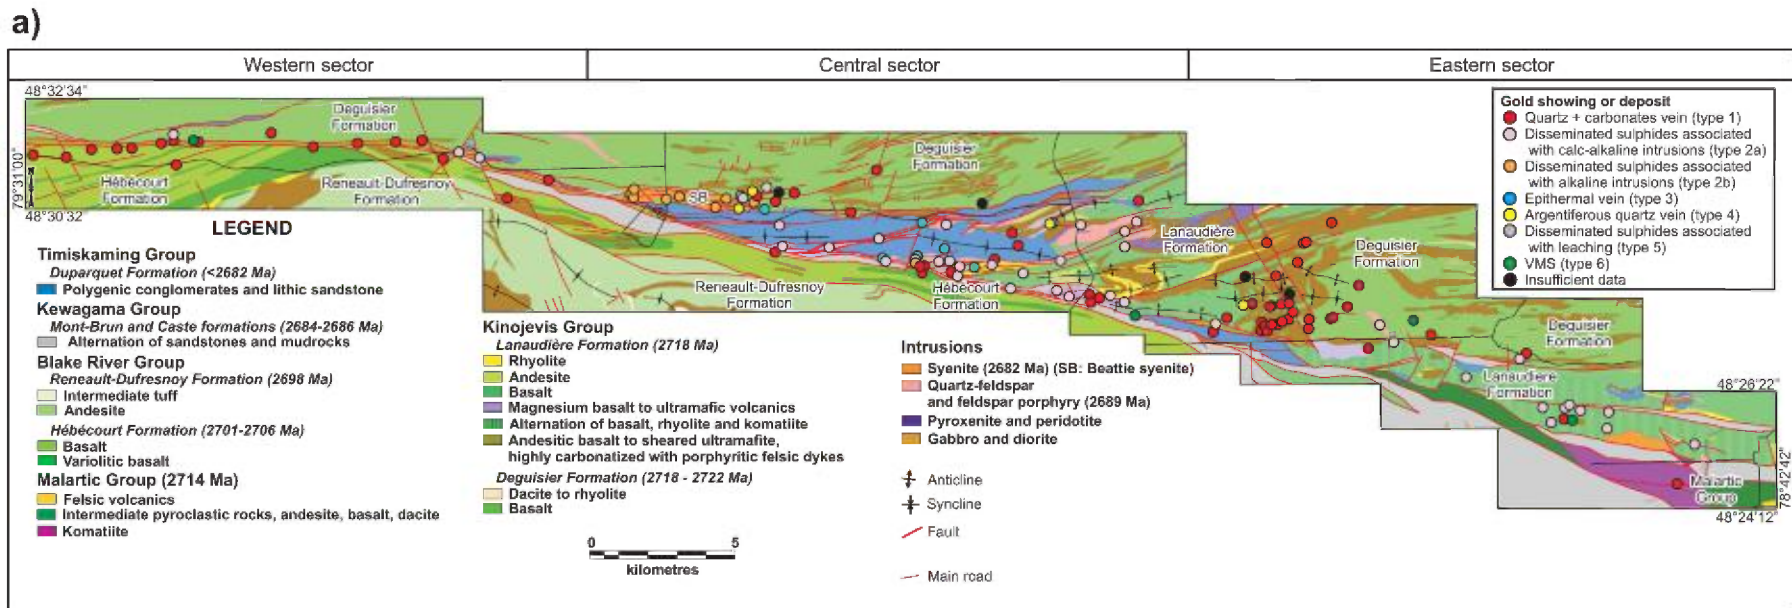 a)
Western sector
Central sector
Eastern sector
48°32'34"
79°31'00"
48°30'32
Deguisier
Formation
Hébécourt
Formation
Reneault-Dufresnoy
Formation
SB
Deguisier
Formation
Reneault-Dufresnoy
Formation
Hébécourt
Formation
Lanaudière
Formation
Deguisier
Formation
Deguisier
Formation
Lanaudière
Formation
Malartic
Group
48°26'22"
78°42'42"
48°24'12"
Gold showing or deposit
Quartz + carbonates vein (type 1)
Disseminated sulphides associated
with calc-alkaline intrusions (type 2a)
Disseminated sulphides associated
with alkaline intrusions (type 2b)
Epithermal vein (type 3)
Argentiferous quartz vein (type 4)
Disseminated sulphides associated
with leaching (type 5)
VMS (type 6)
Insufficient data
LEGEND
Timiskaming Group
Duparquet Formation (<2682 Ma)
Polygenic conglomerates and lithic sandstone
Kewagama Group
Mont-Brun and Caste formations (2684-2686 Ma)
Alternation of sandstones and mudrocks
Blake River Group
Reneault-Dufresnoy Formation (2698 Ma)
Intermediate tuff
Andesite
Hébécourt Formation (2701-2706 Ma)
Basalt
Variolitic basalt
Malartic Group (2714 Ma)
Felsic volcanics
Intermediate pyroclastic rocks, andesite, basalt, dacite
Komatiite
Kinojevis Group
Lanaudière Formation (2718 Ma)
Rhyolite
Andesite
Basalt
Magnesium basalt to ultramafic volcanics
Alternation of basalt, rhyolite and komatiite
Andesitic basalt to sheared ultramafite,
highly carbonatized with porphyritic felsic dykes
Deguisier Formation (2718 - 2722 Ma)
Dacite to rhyolite
Basalt
0 5
kilometres
Intrusions
Syenite (2682 Ma) (SB: Beattie syenite)
Quartz-feldspar
and feldspar porphyry (2689 Ma)
Pyroxenite and peridotite
Gabbro and diorite
Anticline
Syncline
Fault
Main road